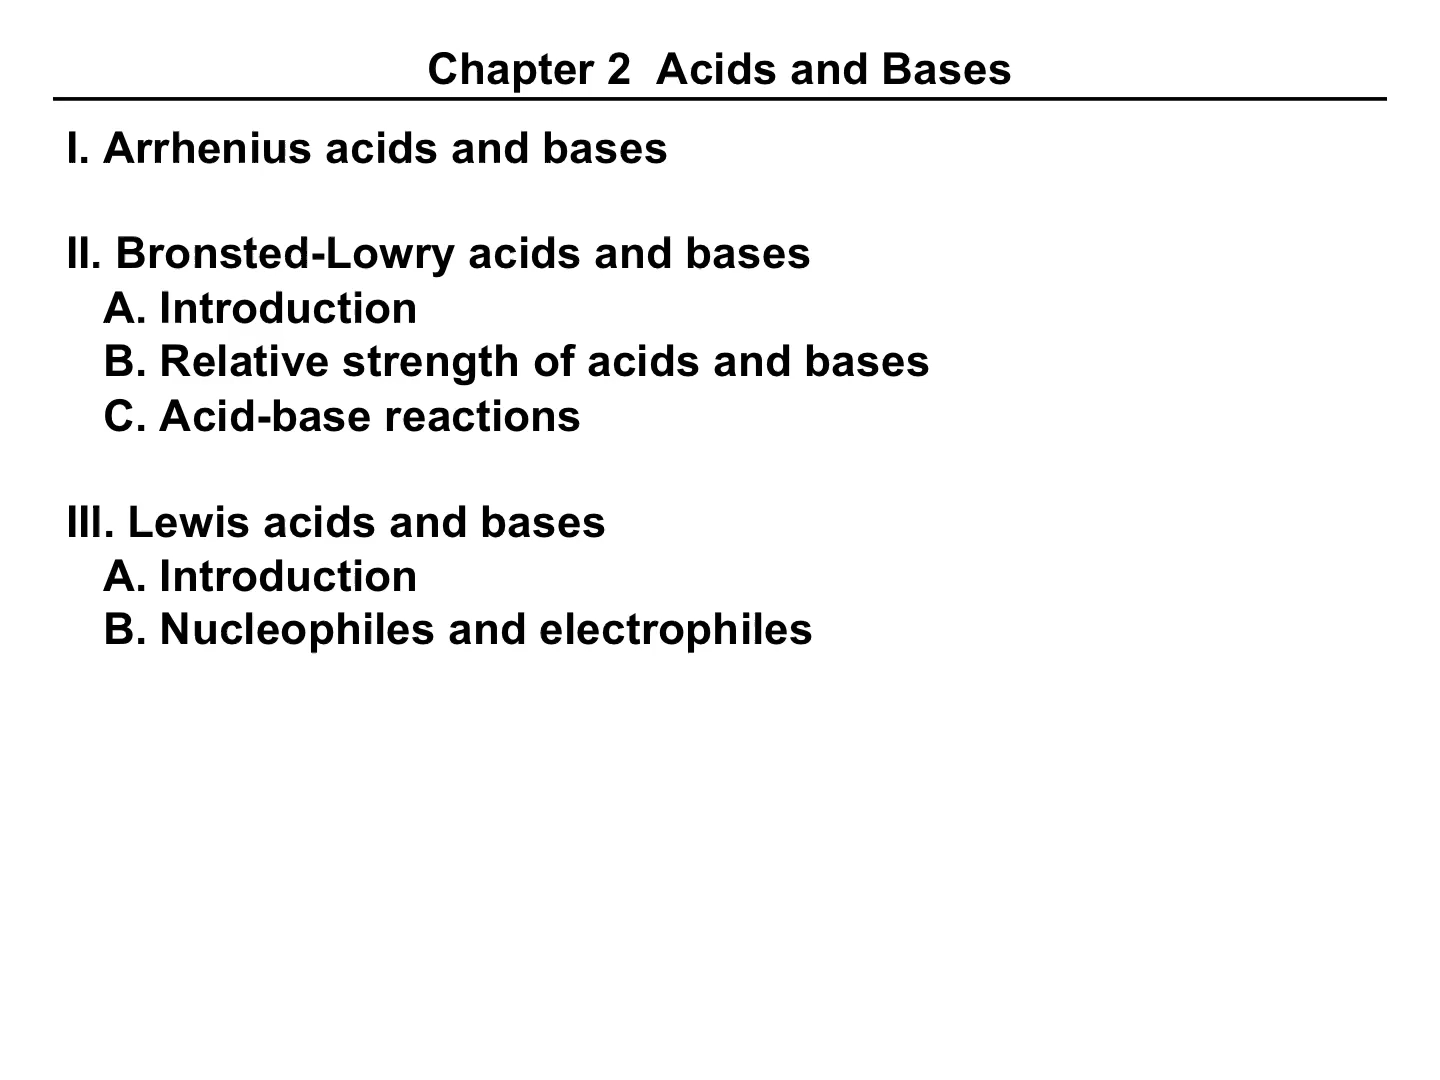 Chapter 2  Acids and Bases
I. Arrhenius acids and bases
II. Bronsted-Lowry acids and bases
A. Introduction
B. Relative strength of acids and bases
C. Acid-base reactions
III. Lewis acids and bases
A. Introduction
B. Nucleophiles and electrophiles